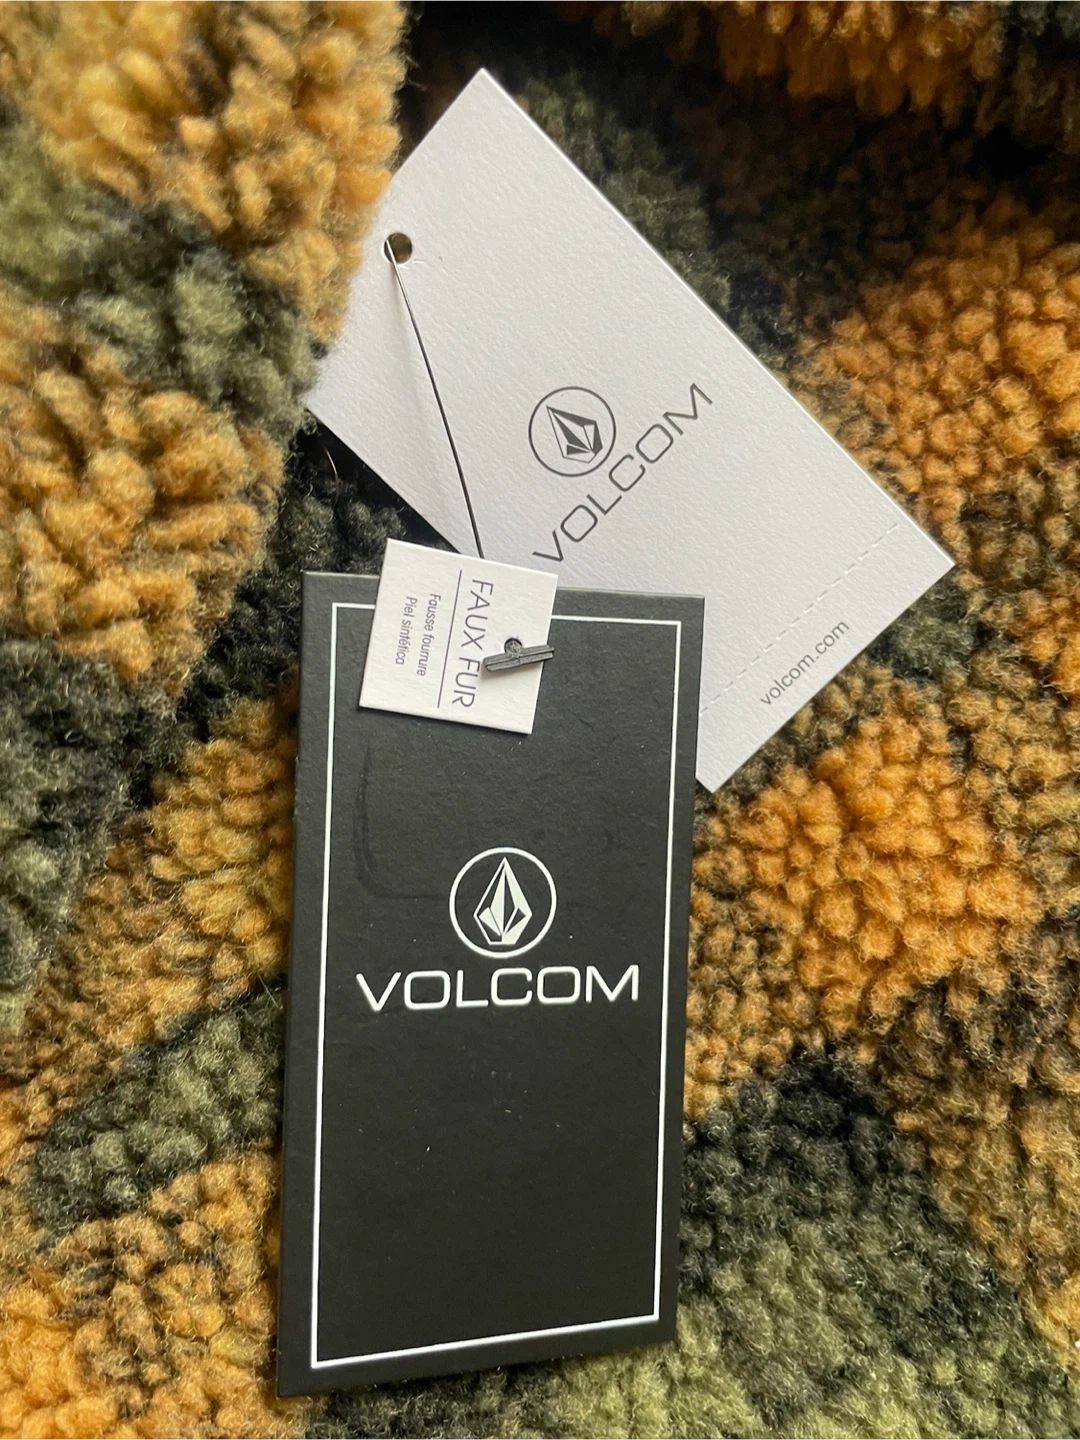 VOLCOM
volcom.com
FAUX FUR
Fausse fourrure
Piel sintética
VOLCOM